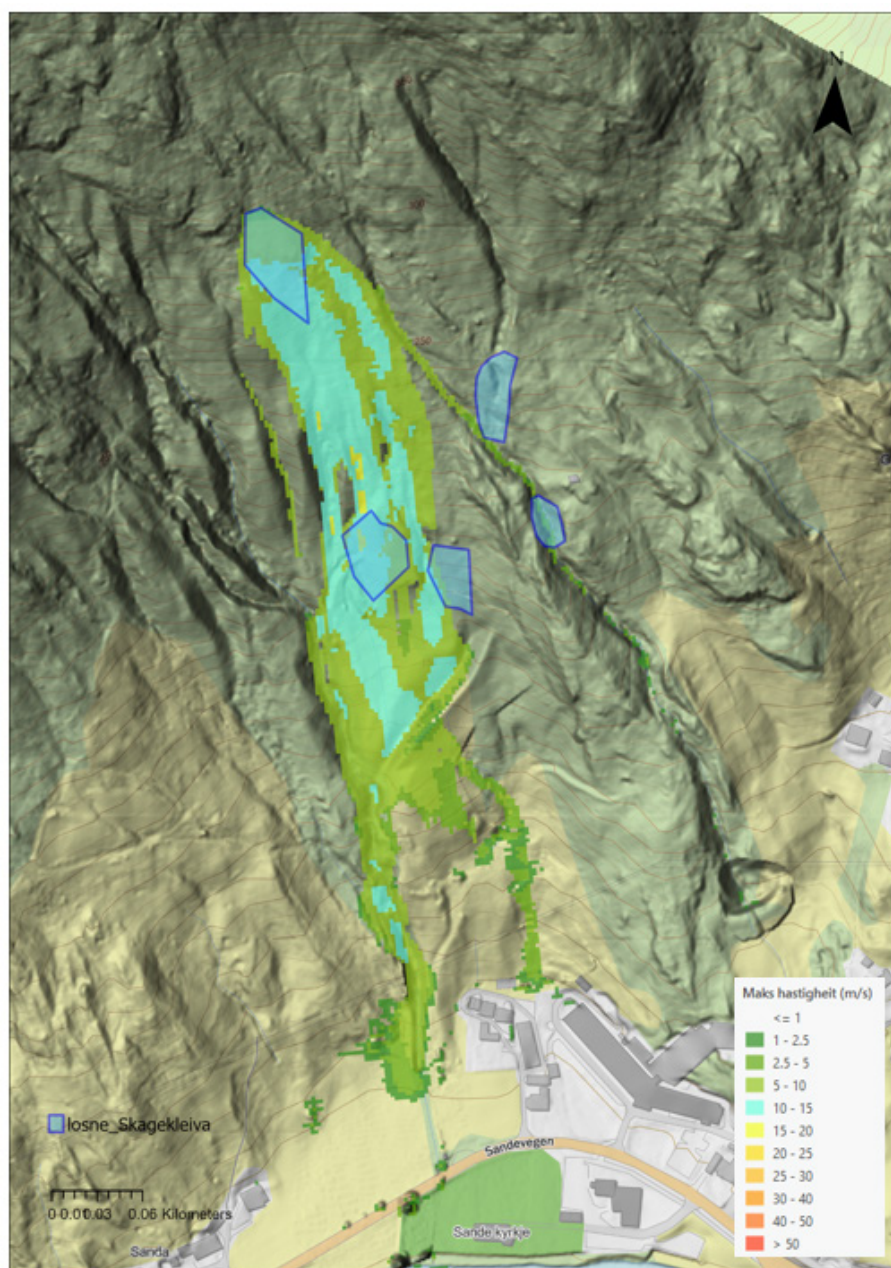 N
250
Maks hastigheit (m/s)
<= 1
1 - 2.5
2.5 - 5
5 - 10
10 - 15
15 - 20
20 - 25
25 - 30
30 - 40
40 - 50
> 50
losne_Skagekleiva
Sandevegen
0 0.01 0.03 0.06 Kilometers
Sande kyrkje
Sanda